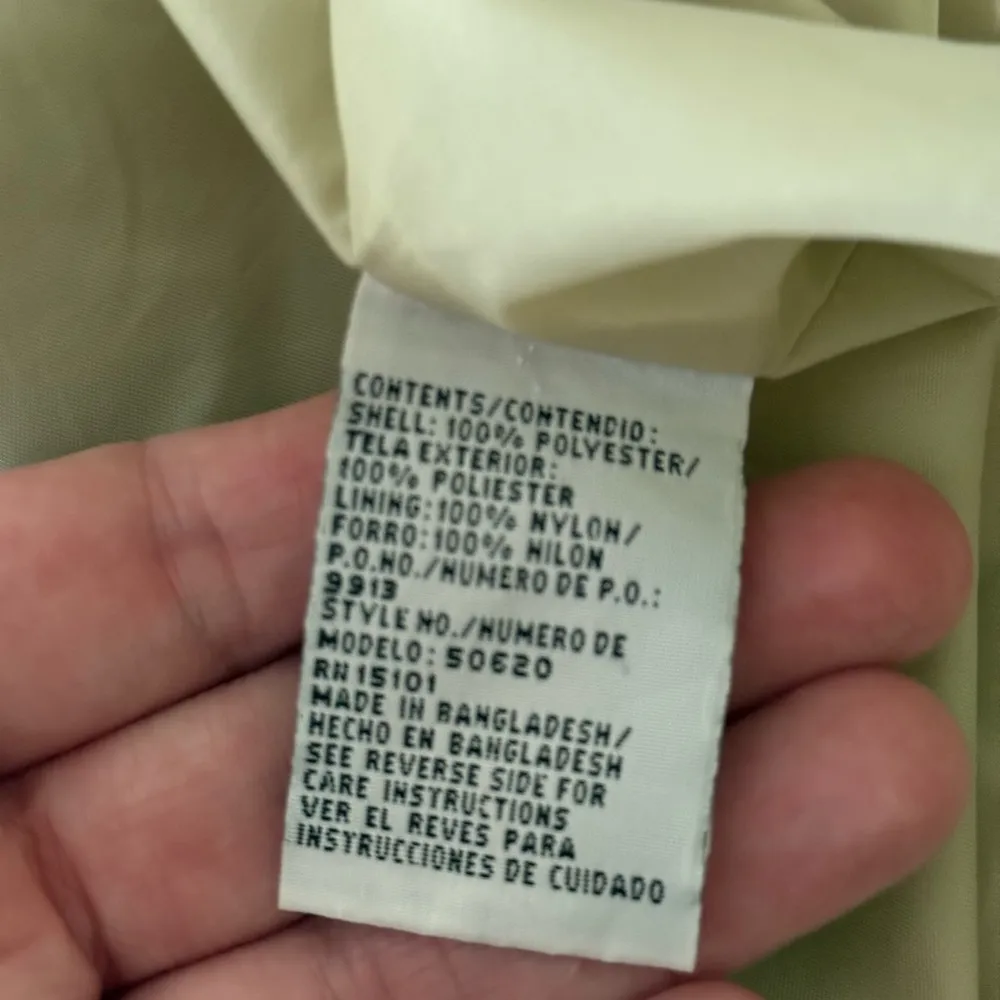 CONTENTS/CONTENDIO:
SHELL: 100% POLYESTER/
TELA EXTERIOR:
100% POLIESTER
LINING:100% NYLON/
FORRO:100% NILON
P.O.NO./NUMERO DE P.O.:
9913
STYLE NO./NUMERO DE
MODELO: 50620
RN 15101
MADE IN BANGLADESH/
HECHO EN BANGLADESH
SEE REVERSE SIDE FOR
CARE INSTRUCTIONS
VER EL REVES PARA
INSTRUCCIONES DE CUIDADO